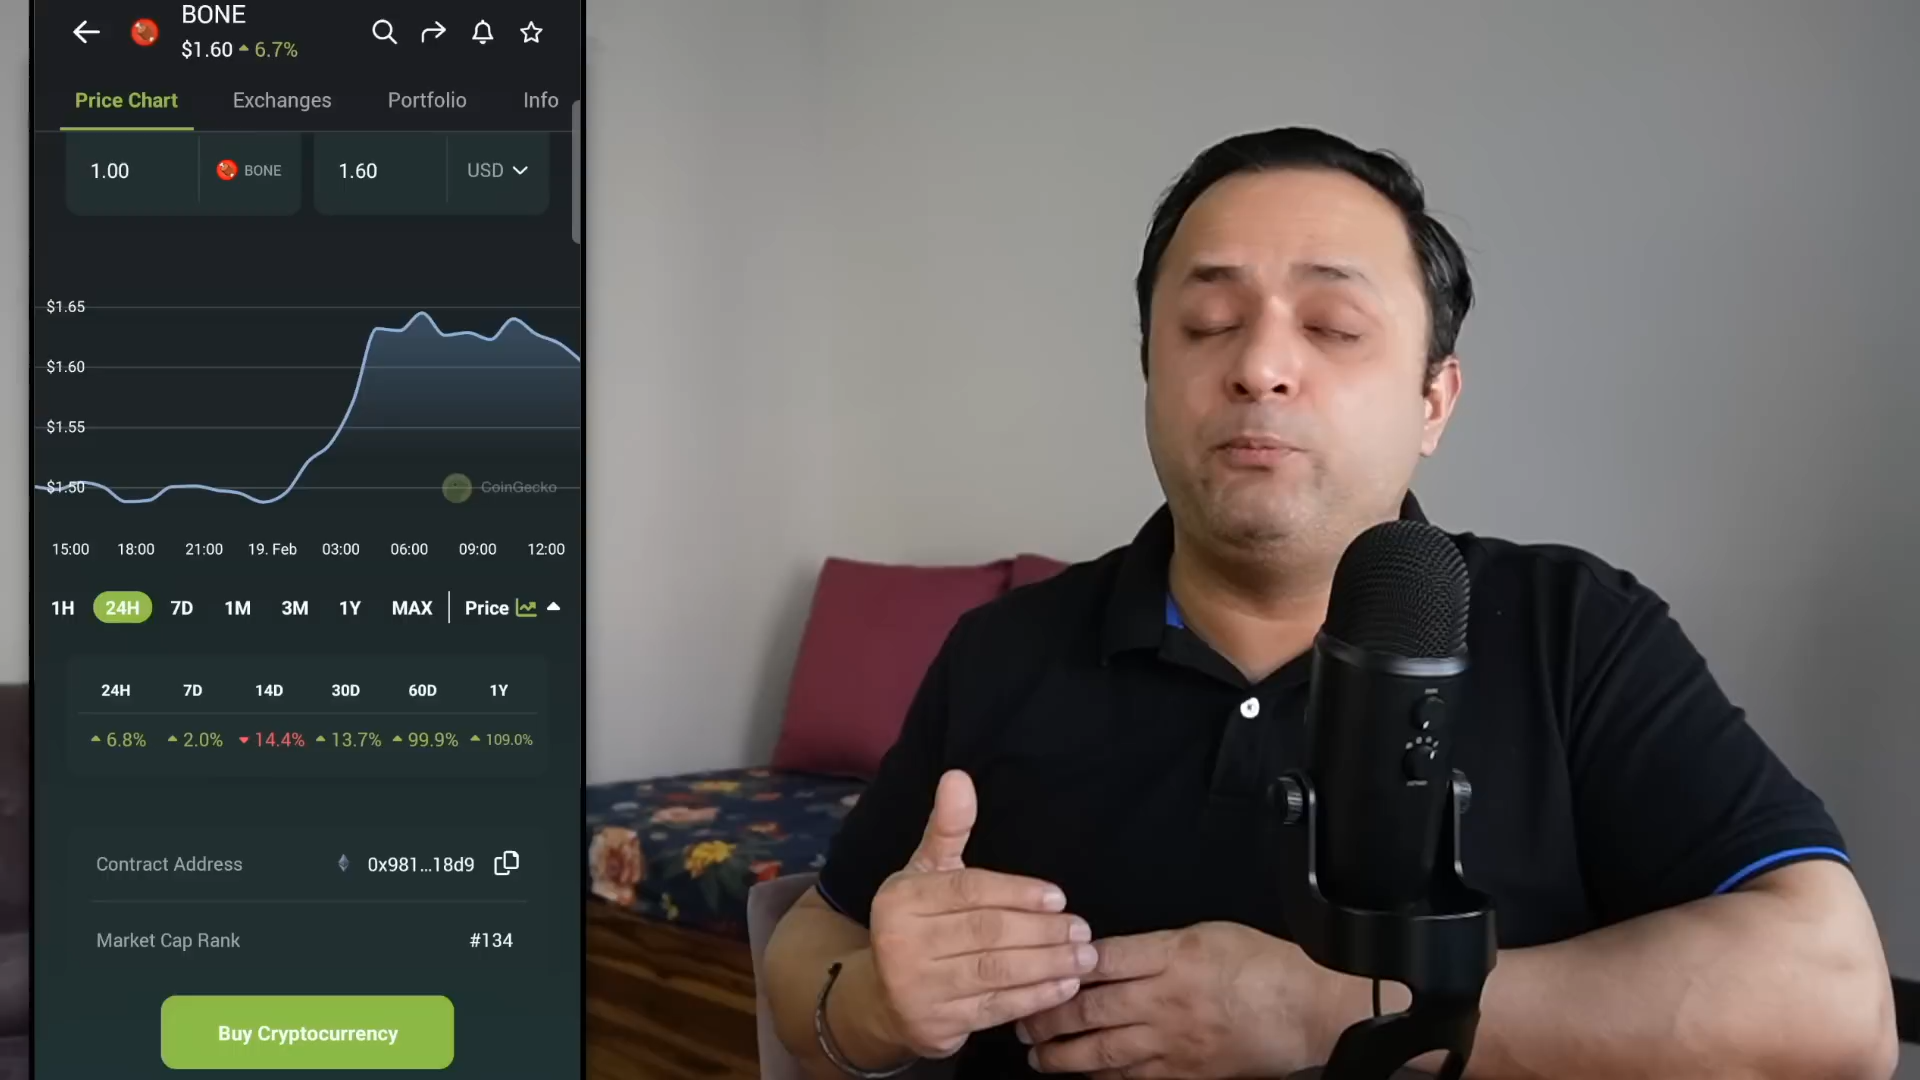 BONE
$1.60 6.7%
Price Chart Exchanges Portfolio Info
1.00 BONE 1.60 USD
$1.65
$1.60
$1.55
$1.50
CoinGecko
15:00 18:00 21:00 19. Feb 03:00 06:00 09:00 12:00
1H 24H 7D 1M 3M 1Y MAX Price
24H 7D 14D 30D 60D 1Y
6.8% 2.0% 14.4% 13.7% 99.9% 109.0%
Contract Address 0x981...18d9
Market Cap Rank #134
Buy Cryptocurrency